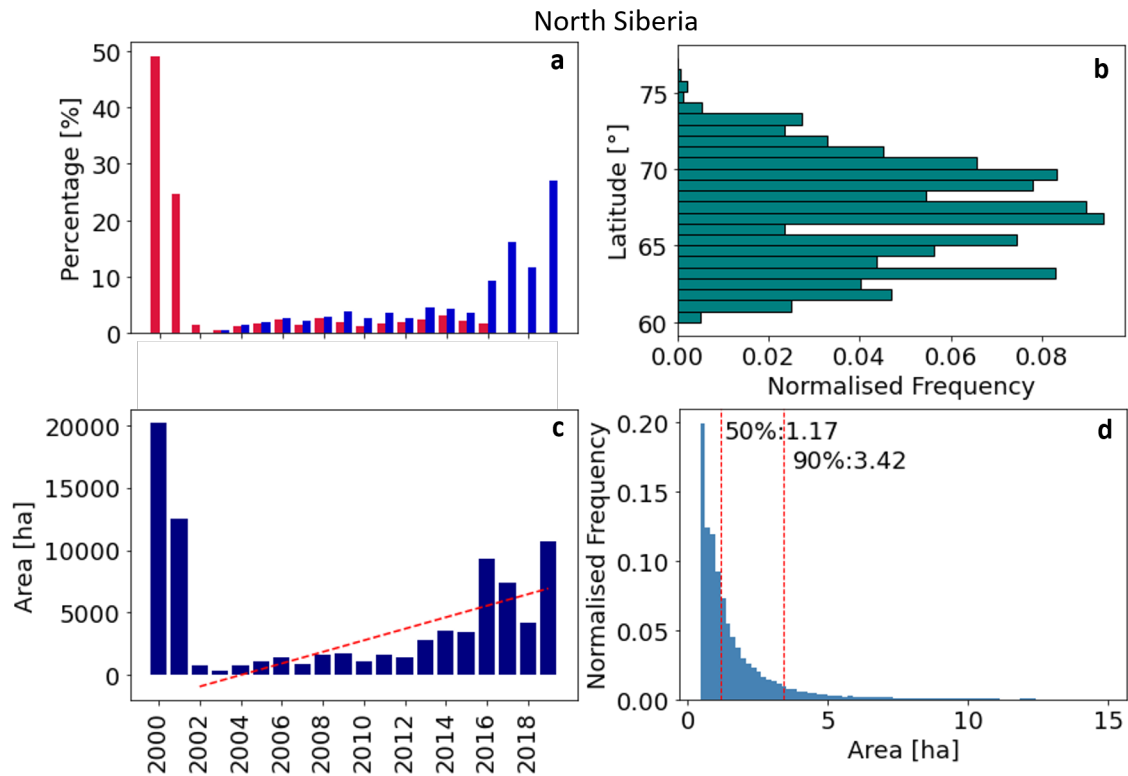 North Siberia
a
50
40
30
20
10
0
Percentage [%]
b
75
70
65
60
Latitude [°]
0.00 0.02 0.04 0.06 0.08
Normalised Frequency
c
20000
15000
10000
5000
0
Area [ha]
2000 2002 2004 2006 2008 2010 2012 2014 2016 2018
d
50%:1.17
90%:3.42
0.20
0.15
0.10
0.05
0.00
Normalised Frequency
0 5 10 15
Area [ha]